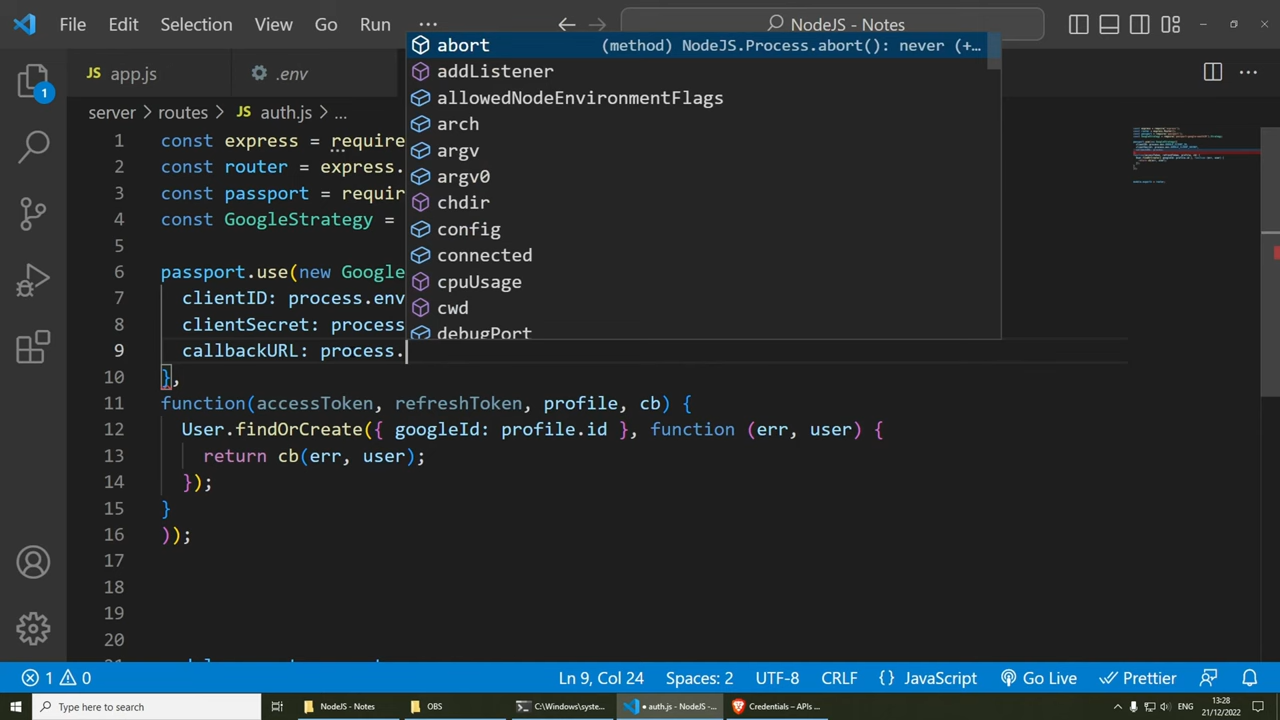 File Edit Selection View Go Run ··· NodeJS - Notes
JS app.js .env
server > routes > JS auth.js > ...
1 const express = require
2 const router = express.
3 const passport = requir
4 const GoogleStrategy =
5
6 passport.use(new Google
7 clientID: process.env
8 clientSecret: process
9 callbackURL: process.
10 },
11 function(accessToken, refreshToken, profile, cb) {
12 User.findOrCreate({ googleId: profile.id }, function (err, user) {
13 return cb(err, user);
14 });
15 }
16 ));
17
18
19
20
abort (method) NodeJS.Process.abort(): never (+…
addListener
allowedNodeEnvironmentFlags
arch
argv
argv0
chdir
config
connected
cpuUsage
cwd
debugPort
1
1 0 Ln 9, Col 24 Spaces: 2 UTF-8 CRLF {} JavaScript Go Live Prettier
Type here to search NodeJS - Notes OBS C:\Windows\syste... ● auth.js - NodeJS -... Credentials – APIs ... ENG 13:28
21/12/2022